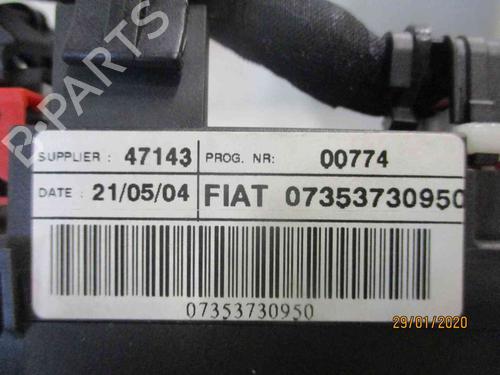 B-PARTS
SUPPLIER : 47143 PROG. NR: 00774
DATE : 21/05/04 FIAT 07353730950
07353730950
29/01/2020